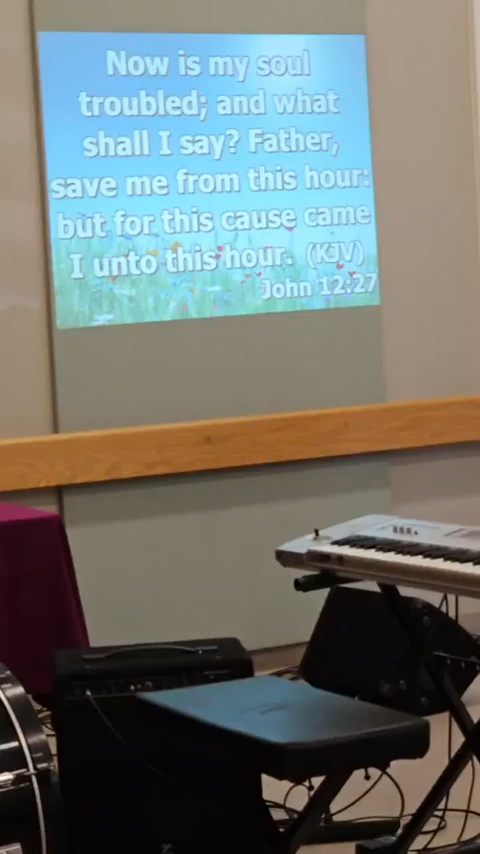 Now is my soul
troubled; and what
shall I say? Father,
save me from this hour:
but for this cause came
I unto this hour. (KJV)
John 12:27